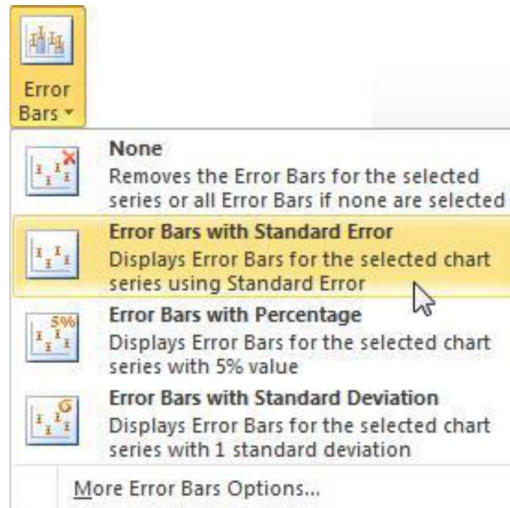 Error
Bars
None
Removes the Error Bars for the selected
series or all Error Bars if none are selected
Error Bars with Standard Error
Displays Error Bars for the selected chart
series using Standard Error
5%
Error Bars with Percentage
Displays Error Bars for the selected chart
series with 5% value
σ
Error Bars with Standard Deviation
Displays Error Bars for the selected chart
series with 1 standard deviation
More Error Bars Options...